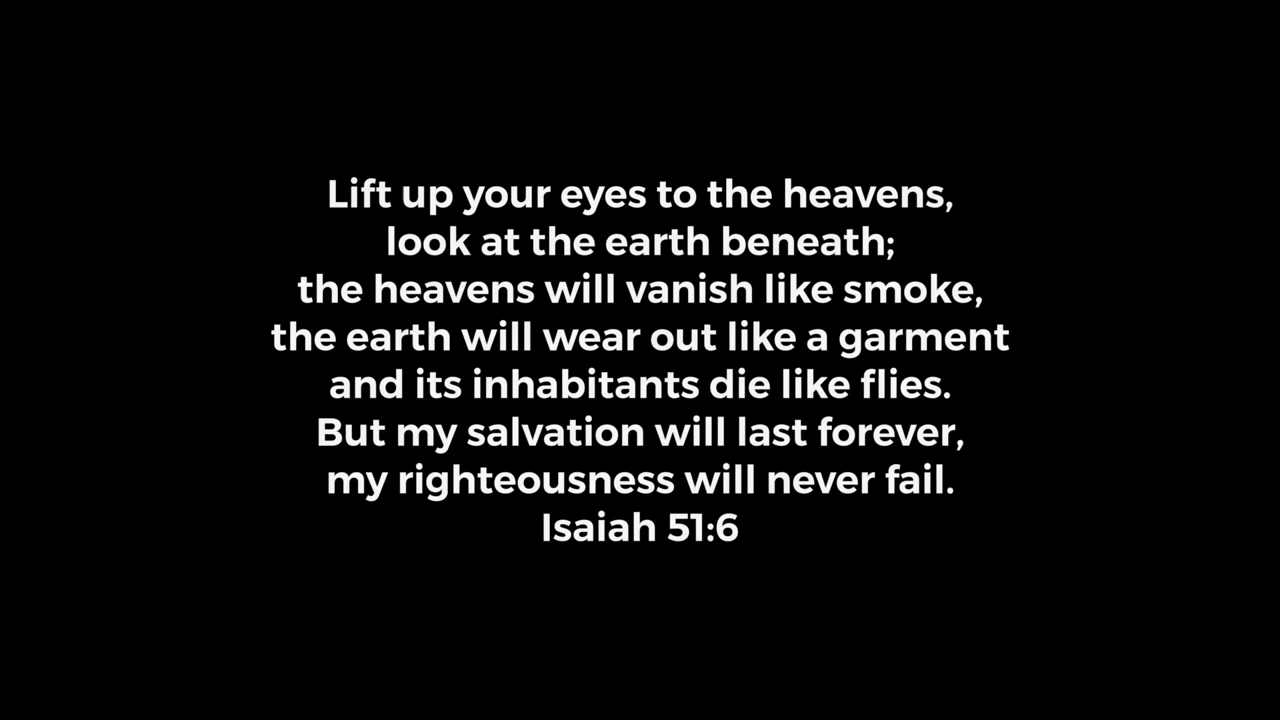 Lift up your eyes to the heavens,
look at the earth beneath;
the heavens will vanish like smoke,
the earth will wear out like a garment
and its inhabitants die like flies.
But my salvation will last forever,
my righteousness will never fail.
Isaiah 51:6